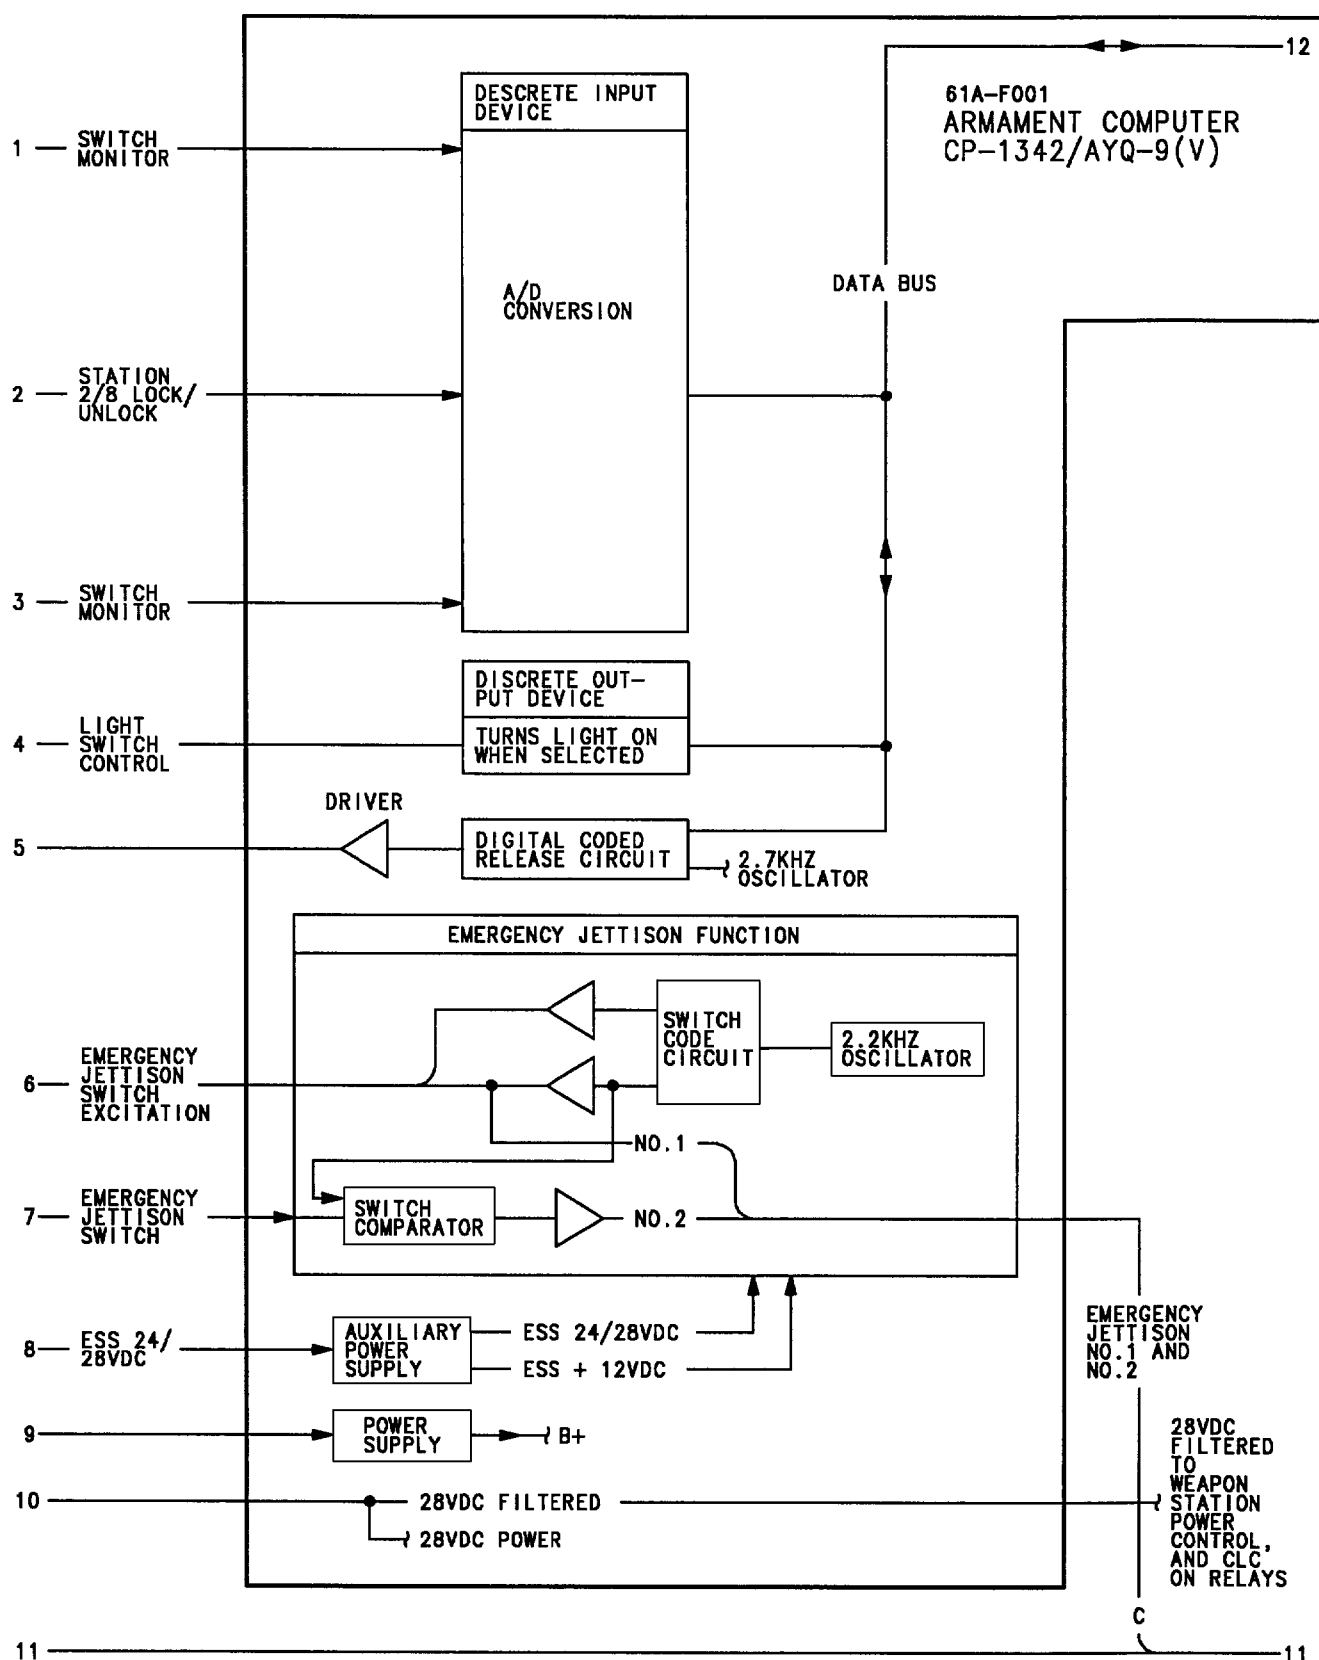 12
61A-F001
ARMAMENT COMPUTER
CP-1342/AYQ-9(V)
DESCRETE INPUT
DEVICE
1
SWITCH
MONITOR
A/D
CONVERSION
DATA BUS
2
STATION
2/8 LOCK/
UNLOCK
3
SWITCH
MONITOR
DISCRETE OUT-
PUT DEVICE
4
LIGHT
SWITCH
CONTROL
TURNS LIGHT ON
WHEN SELECTED
DRIVER
5
DIGITAL CODED
RELEASE CIRCUIT
2.7KHZ
OSCILLATOR
EMERGENCY JETTISON FUNCTION
SWITCH
CODE
CIRCUIT
2.2KHZ
OSCILLATOR
6
EMERGENCY
JETTISON
SWITCH
EXCITATION
NO.1
7
EMERGENCY
JETTISON
SWITCH
SWITCH
COMPARATOR
NO.2
8
ESS 24/
28VDC
AUXILIARY
POWER
SUPPLY
ESS 24/28VDC
ESS + 12VDC
EMERGENCY
JETTISON
NO.1 AND
NO.2
9
POWER
SUPPLY
B+
10
28VDC FILTERED
28VDC POWER
28VDC
FILTERED
TO
WEAPON
STATION
POWER
CONTROL,
AND CLC
ON RELAYS
C
11
11